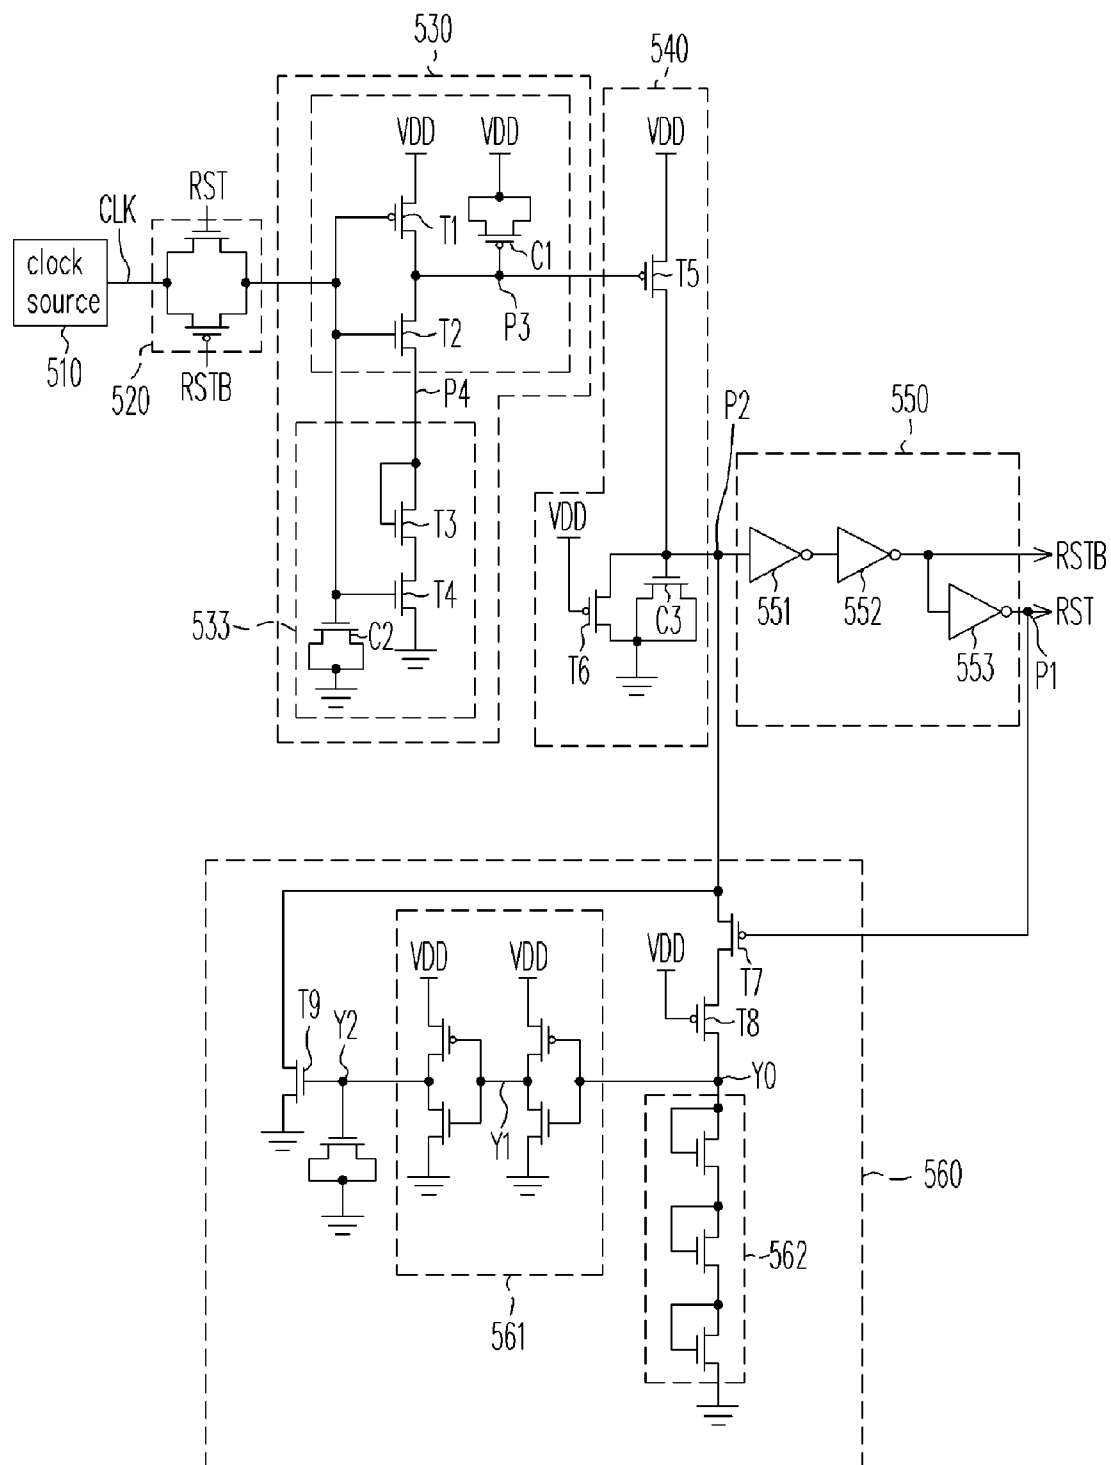 530
540
VDD
VDD
VDD
RST
CLK
T1
C1
clock
source
T5
T2
P3
510
520
RSTB
P4
P2
550
VDD
T3
RSTB
551
552
T4
C3
RST
533
C2
T6
553
P1
VDD
VDD
VDD
T7
T9
Y2
T8
Y0
Y1
560
562
561